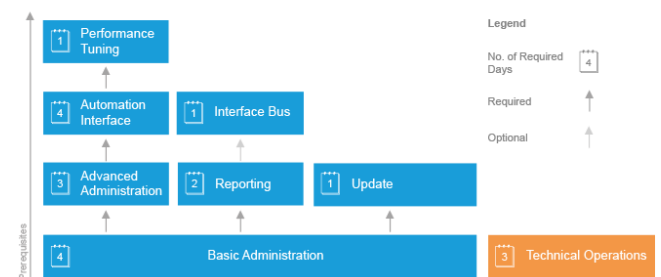 Legend
No. of Required
Days
4
Required
Optional
1
Performance
Tuning
4
Automation
Interface
1
Interface Bus
3
Advanced
Administration
2
Reporting
1
Update
4
Basic Administration
3
Technical Operations
Prerequisites